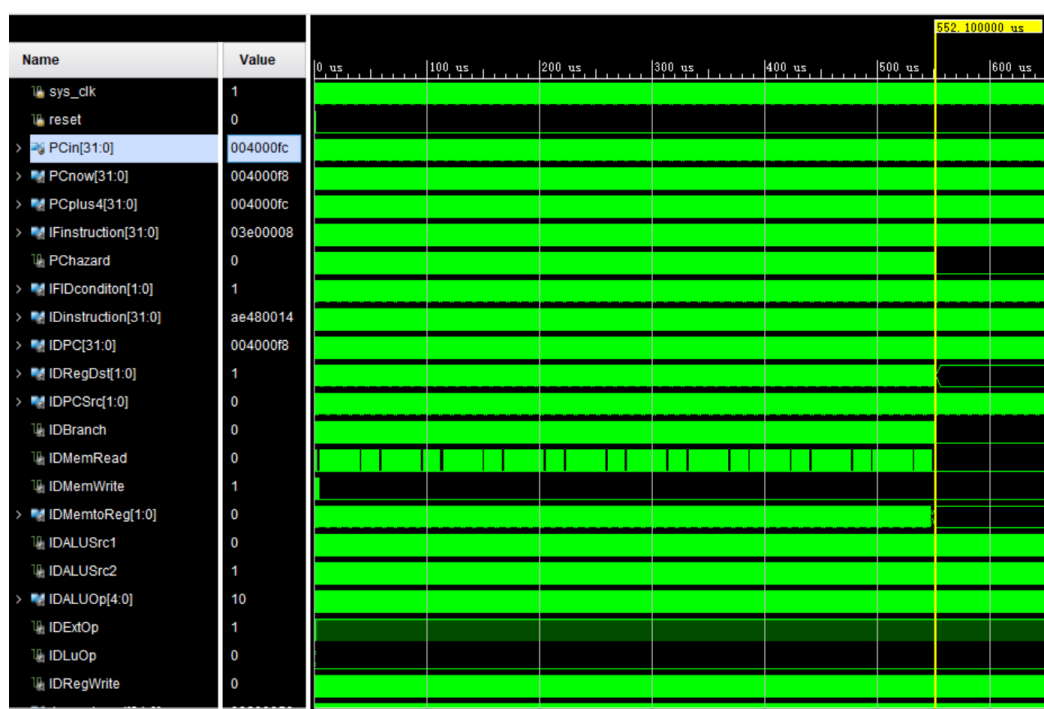 552.100000 us
Name Value
0 us 100 us 200 us 300 us 400 us 500 us 600 us
sys_clk 1
reset 0
PCin[31:0] 004000fc
PCnow[31:0] 004000f8
PCplus4[31:0] 004000fc
IFinstruction[31:0] 03e00008
PChazard 0
IFIDconditon[1:0] 1
IDinstruction[31:0] ae480014
IDPC[31:0] 004000f8
IDRegDst[1:0] 1
IDPCSrc[1:0] 0
IDBranch 0
IDMemRead 0
IDMemWrite 1
IDMemtoReg[1:0] 0
IDALUSrc1 0
IDALUSrc2 1
IDALUOp[4:0] 10
IDExtOp 1
IDLuOp 0
IDRegWrite 0